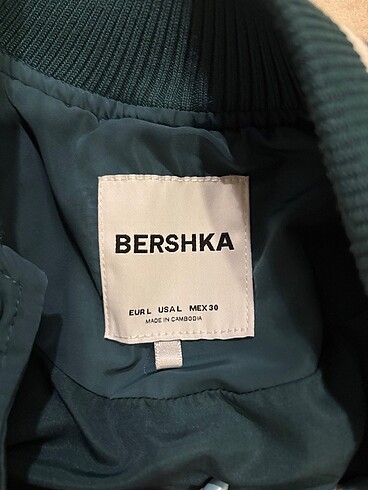 BERSHKA
EUR L USA L MEX 30
MADE IN CAMBODIA